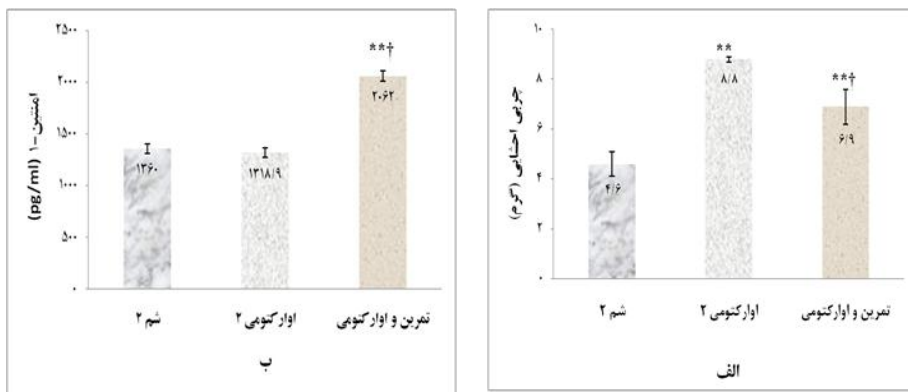 چربی احشایی (گرم)
۱۰
۸
۶
۴
۲
۰
۴/۶
**
۸/۸
**†
۶/۹
شم ۲
اوارکتومی ۲
تمرین و اوارکتومی
الف
امنتین-۱ (pg/ml)
۲۵۰۰
۲۰۰۰
۱۵۰۰
۱۰۰۰
۵۰۰
۰
۱۳۶۰
۱۳۱۸/۹
**†
۲۰۶۲
شم ۲
اوارکتومی ۲
تمرین و اوارکتومی
ب